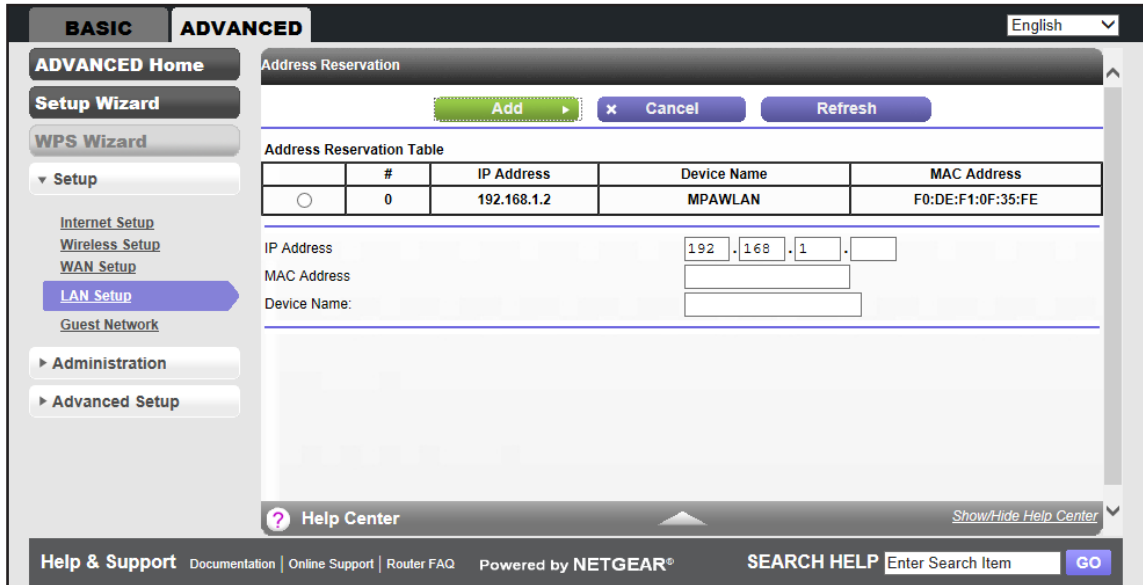 BASIC ADVANCED English
ADVANCED Home
Setup Wizard
WPS Wizard
Setup
Internet Setup
Wireless Setup
WAN Setup
LAN Setup
Guest Network
Administration
Advanced Setup
Address Reservation
Add Cancel Refresh
Address Reservation Table
# IP Address Device Name MAC Address
0 192.168.1.2 MPAWLAN F0:DE:F1:0F:35:FE
IP Address 192 .168 .1 .
MAC Address
Device Name:
? Help Center Show/Hide Help Center
Help & Support Documentation | Online Support | Router FAQ Powered by NETGEAR® SEARCH HELP Enter Search Item GO